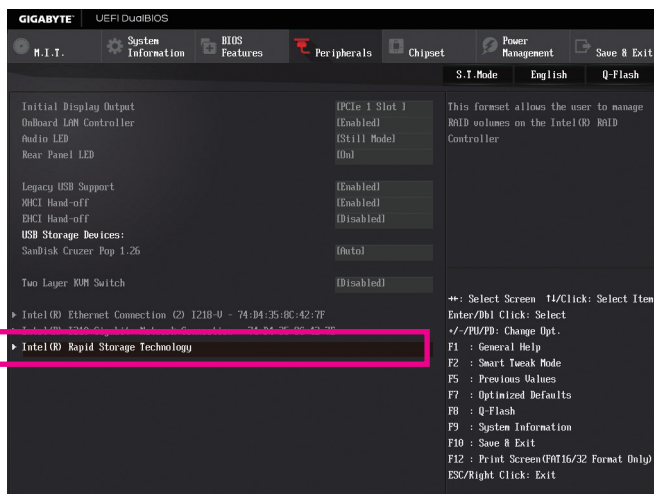 GIGABYTE™ UEFI DualBIOS
M.I.T.
System Information
BIOS Features
Peripherals
Chipset
Power Management
Save & Exit
S.T.Mode English Q-Flash
Initial Display Output [PCIe 1 Slot ]
OnBoard LAN Controller [Enabled]
Audio LED [Still Mode]
Rear Panel LED [On]
Legacy USB Support [Enabled]
XHCI Hand-off [Enabled]
EHCI Hand-off [Disabled]
USB Storage Devices:
SanDisk Cruzer Pop 1.26 [Auto]
Two Layer KVM Switch [Disabled]
Intel(R) Ethernet Connection (2) I218-V - 74:D4:35:8C:42:7F
Intel(R) Rapid Storage Technology
This formset allows the user to manage
RAID volumes on the Intel(R) RAID
Controller
→←: Select Screen ↑↓/Click: Select Item
Enter/Dbl Click: Select
+/-/PU/PD: Change Opt.
F1 : General Help
F2 : Smart Tweak Mode
F5 : Previous Values
F7 : Optimized Defaults
F8 : Q-Flash
F9 : System Information
F10 : Save & Exit
F12 : Print Screen(FAT16/32 Format Only)
ESC/Right Click: Exit